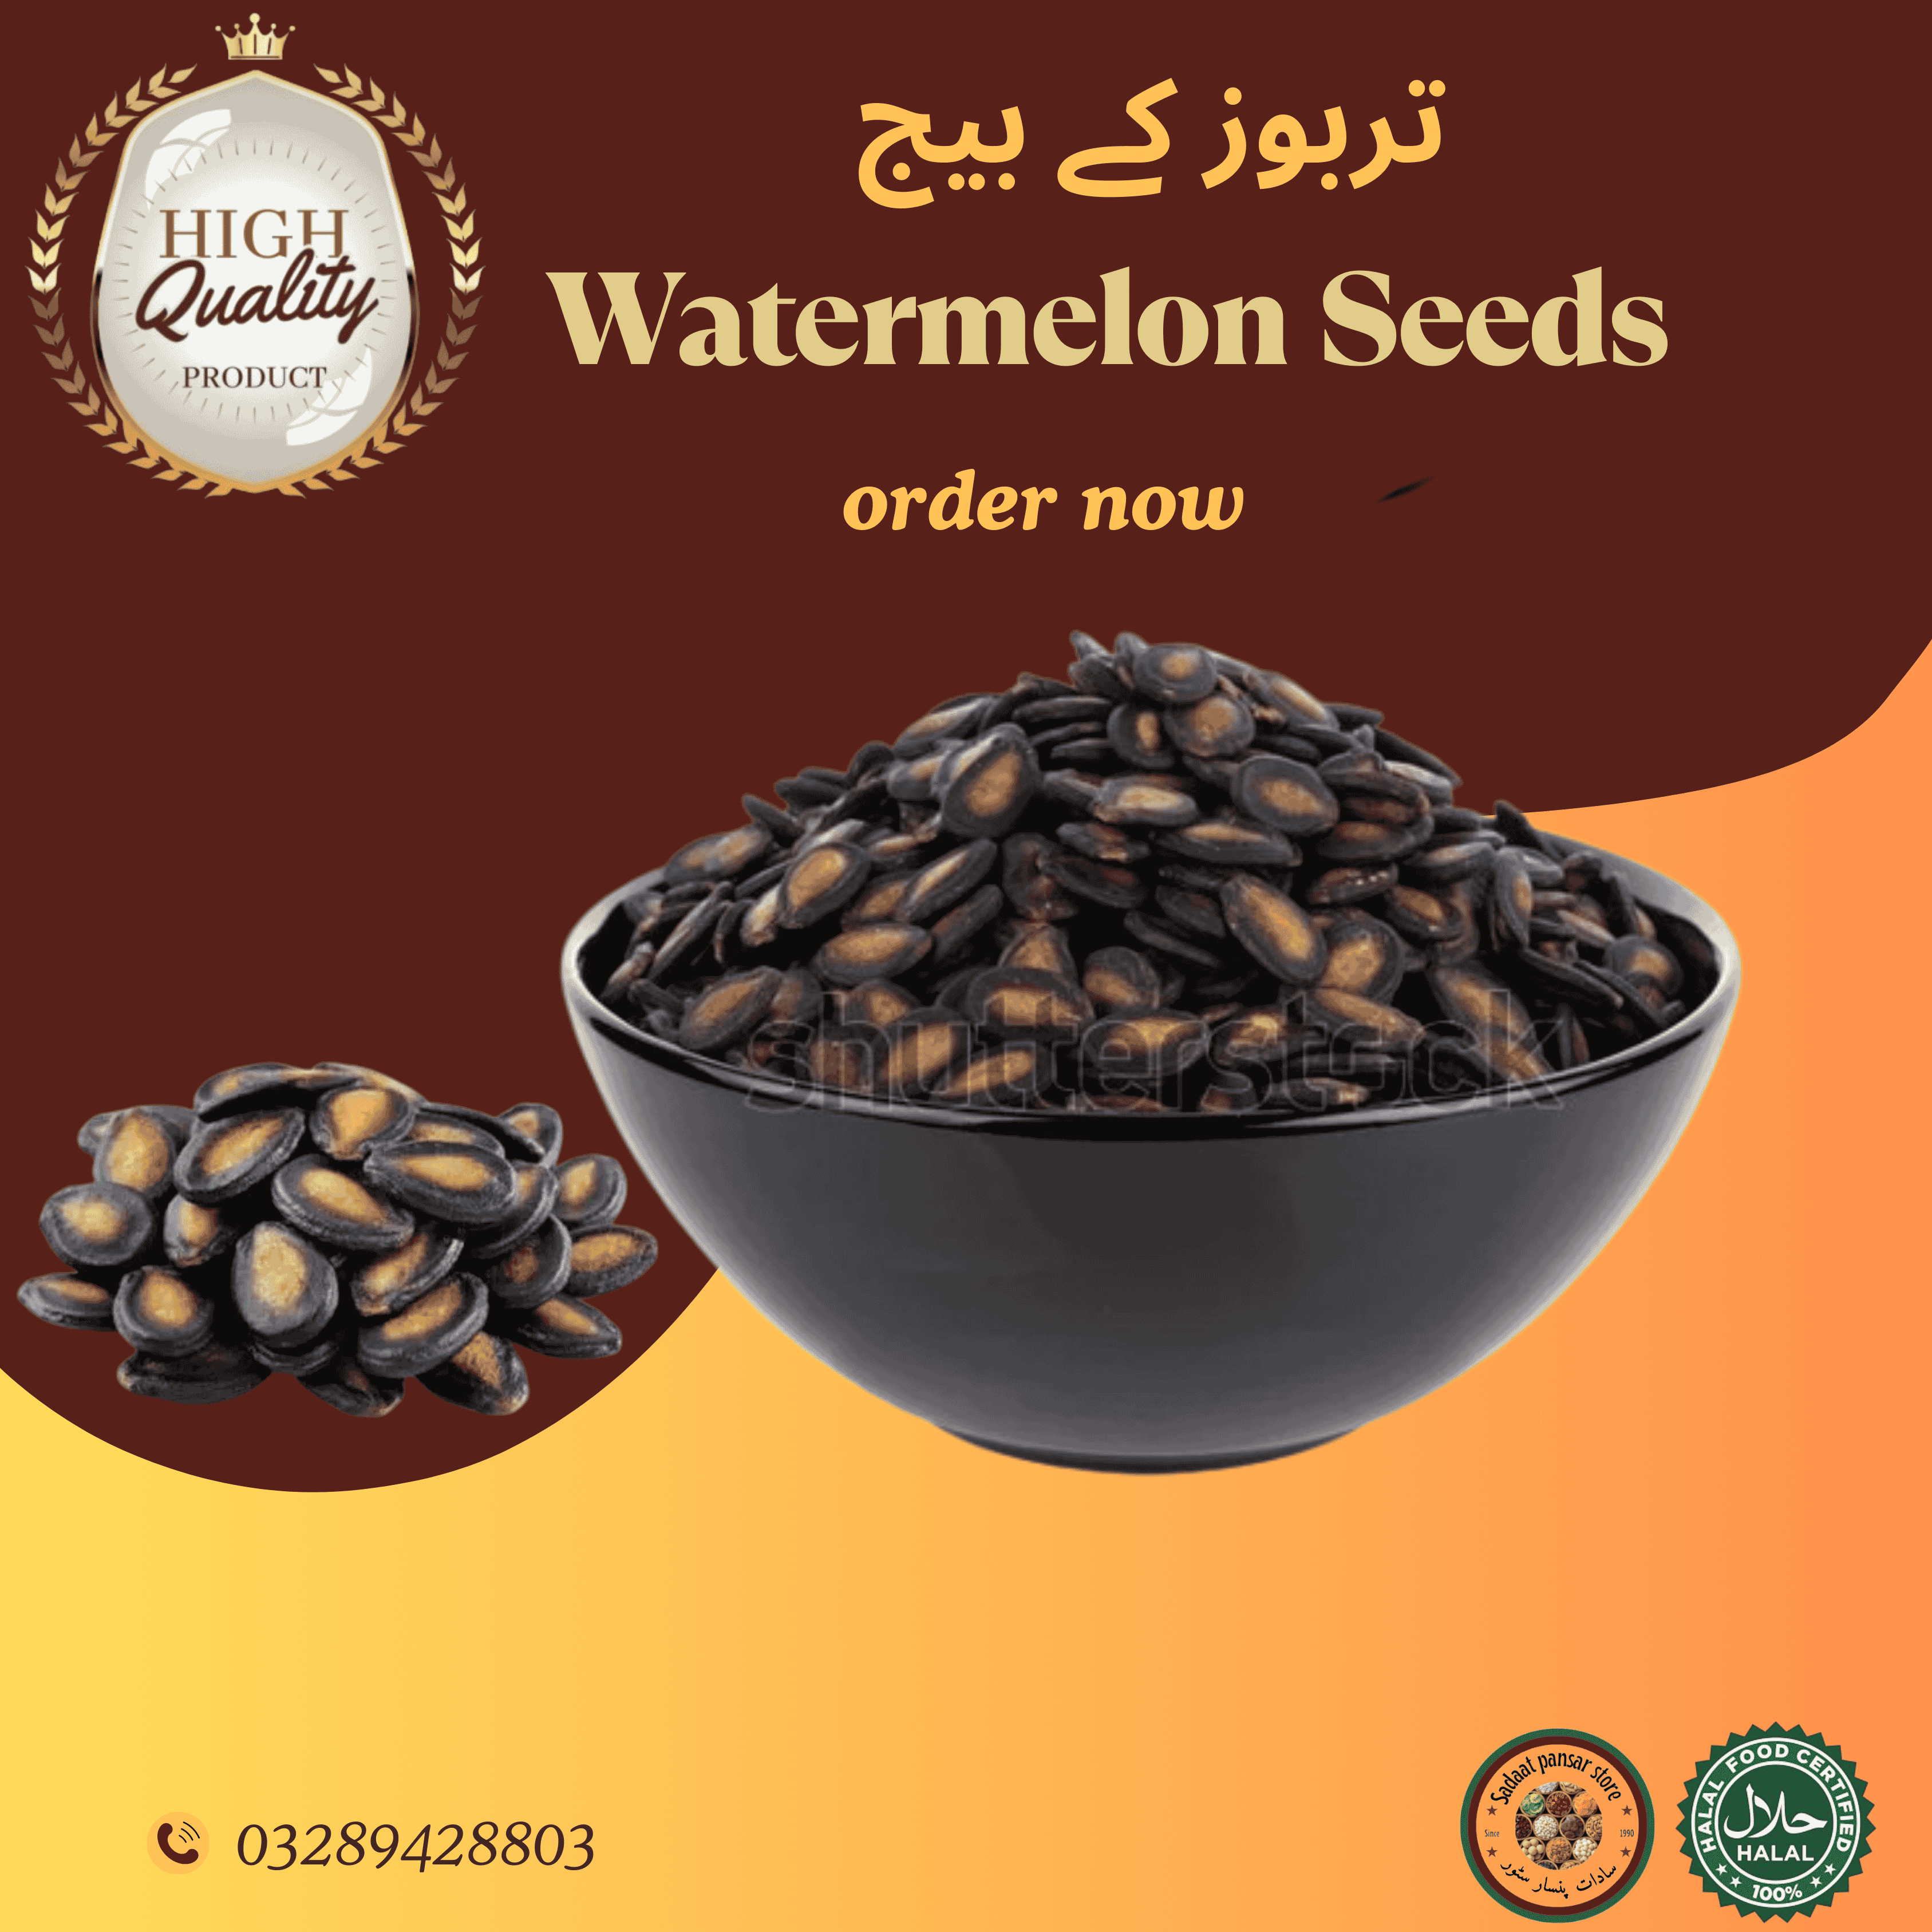 HIGH
Quality
PRODUCT
تربوز کے بیج
Watermelon Seeds
order now
shutterstock
03289428803
Sadaat pansar store
Since 1990
سادات پنسار سٹور
HALAL FOOD CERTIFIED
حلال
HALAL
100%